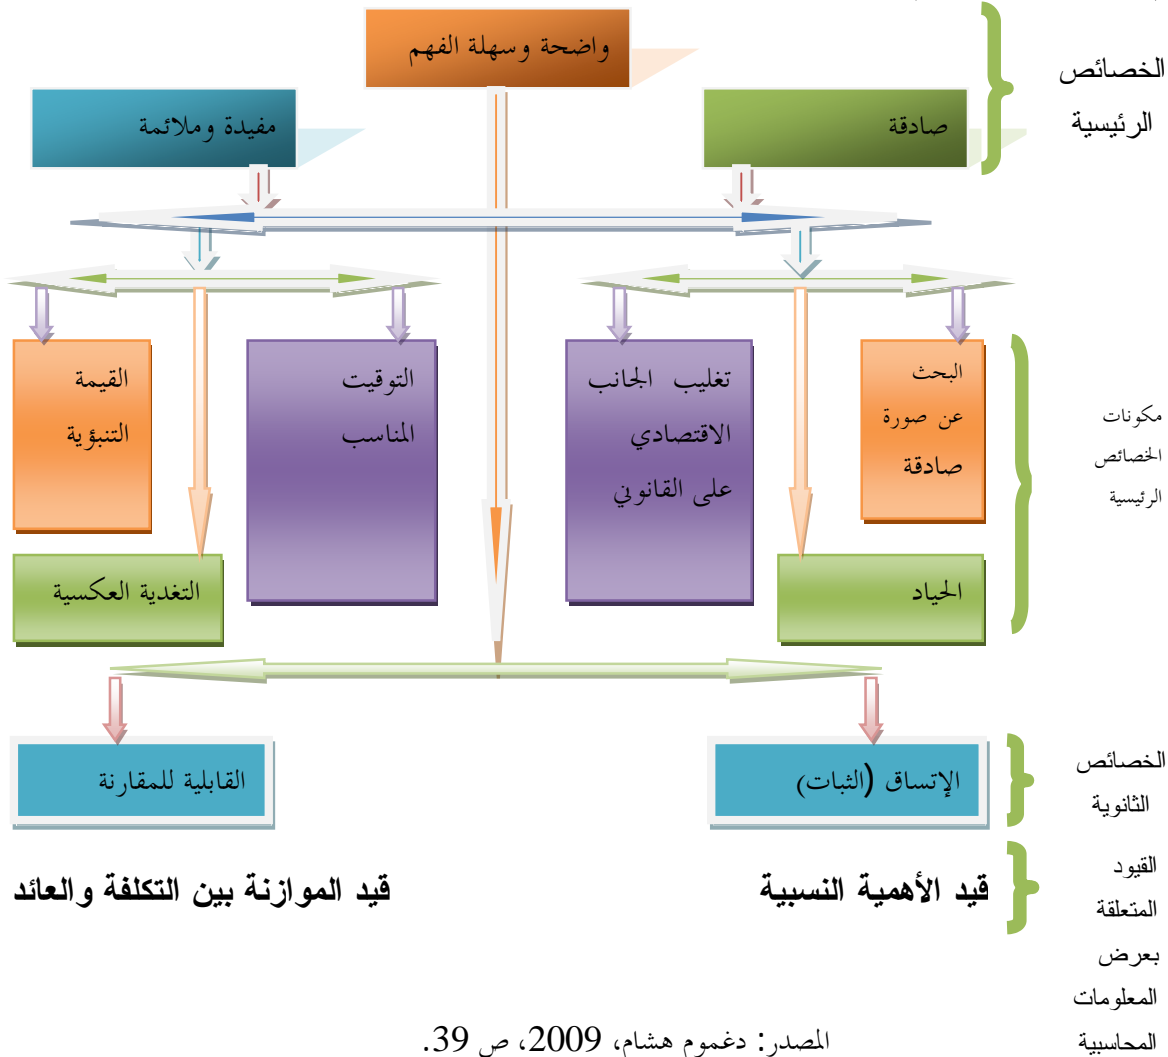 واضحة وسهلة الفهم
الخصائص
الرئيسية
صادقة
مفيدة وملائمة
البحث
عن صورة
صادقة
تغليب الجانب
الاقتصادي
على القانوني
التوقيت
المناسب
القيمة
التنبؤية
مكونات
الخصائص
الرئيسية
الحياد
التغدية العكسية
الخصائص
الثانوية
الإتساق (الثبات)
القابلية للمقارنة
القيود
المتعلقة
بعرض
المعلومات
المحاسبية
قيد الأهمية النسبية
قيد الموازنة بين التكلفة والعائد
المصدر: دغموم هشام، 2009، ص 39.